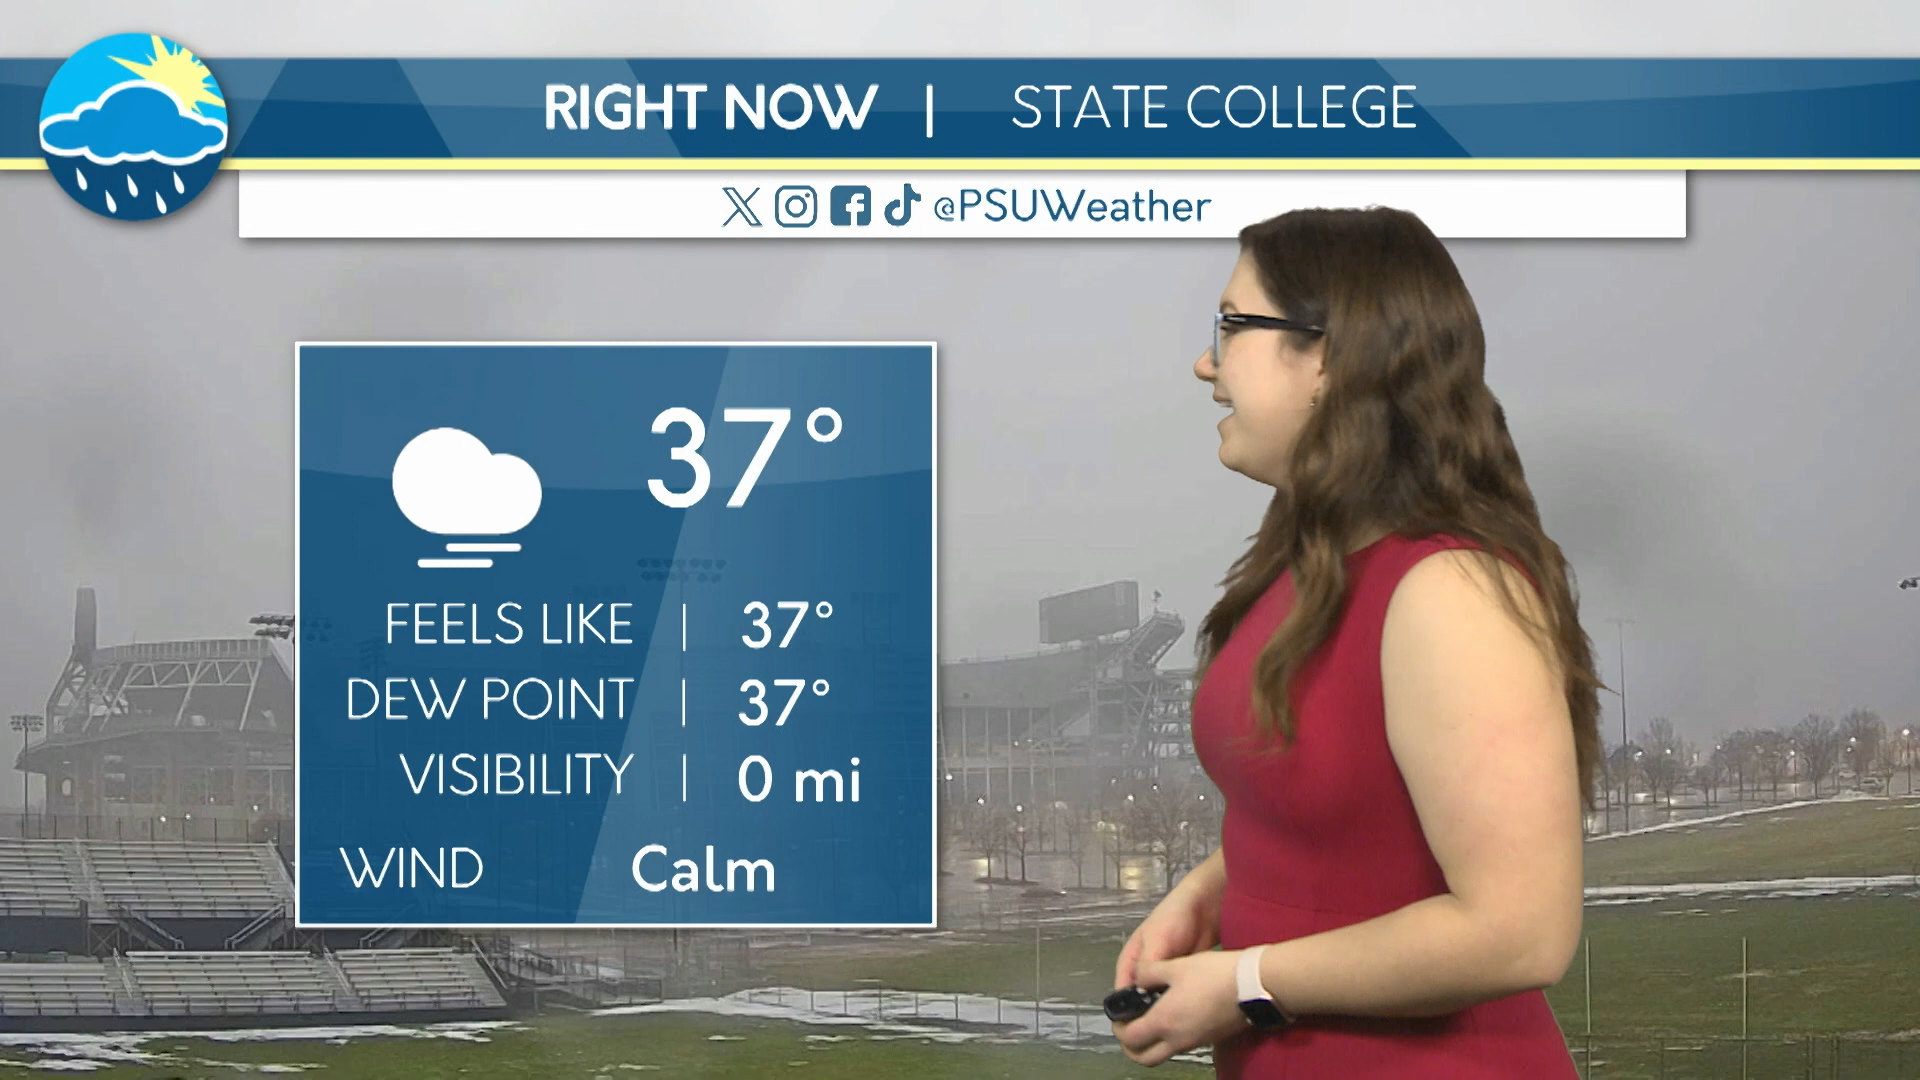 RIGHT NOW | STATE COLLEGE
@PSUWeather
37°
FEELS LIKE | 37°
DEW POINT | 37°
VISIBILITY | 0 mi
WIND Calm